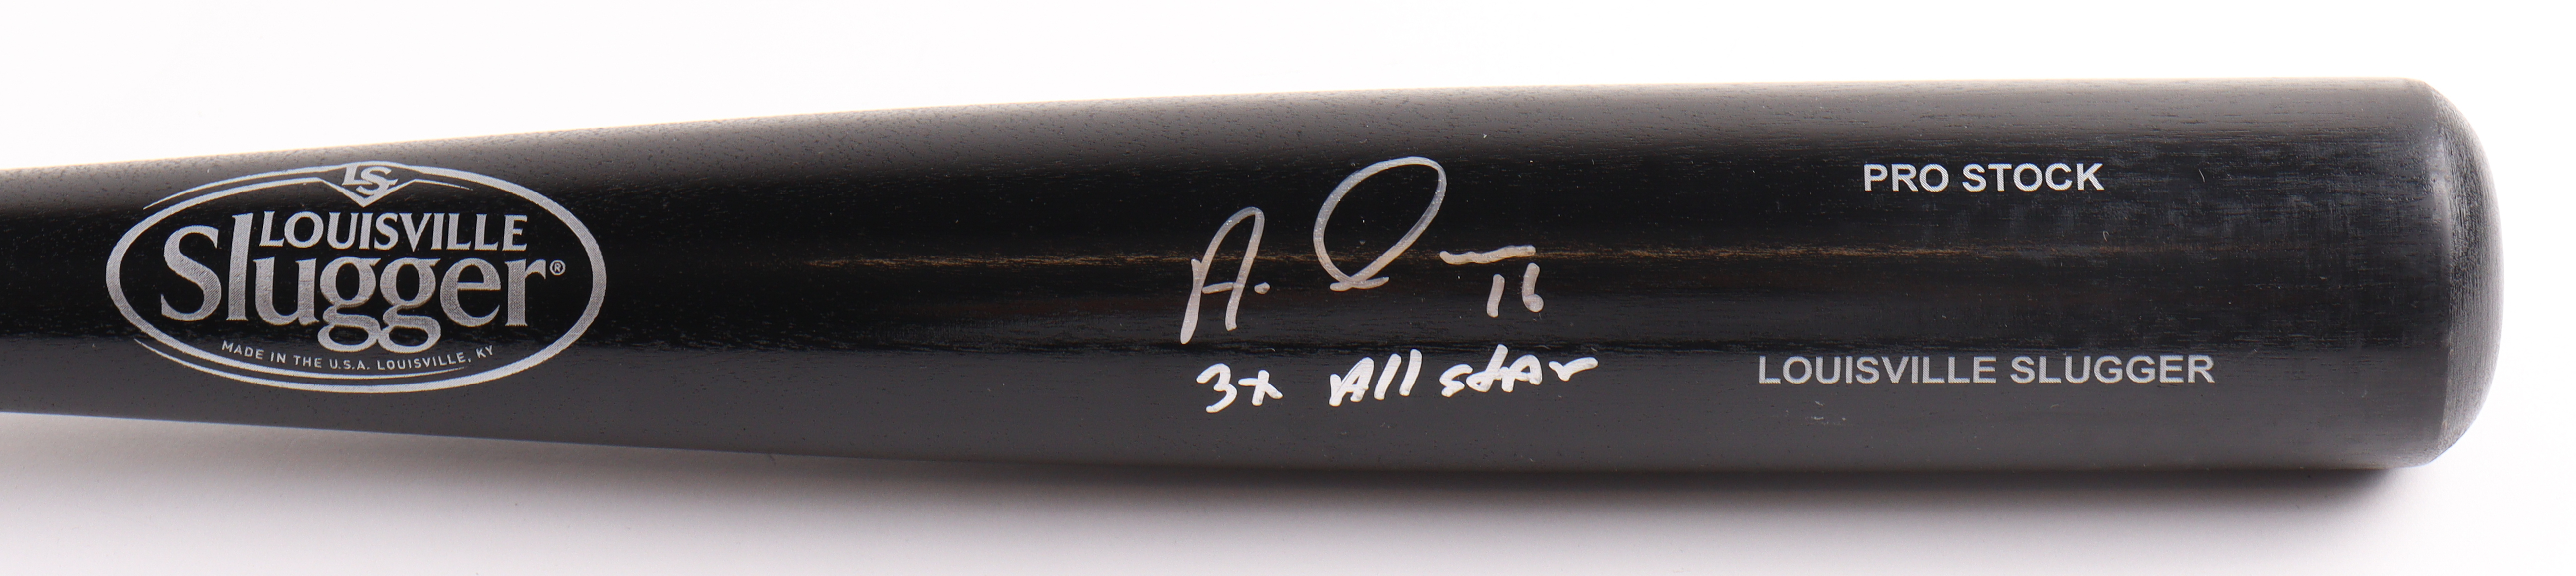 LS
LOUISVILLE
Slugger®
MADE IN THE U.S.A. LOUISVILLE, KY
A.
16
3x All star
PRO STOCK
LOUISVILLE SLUGGER